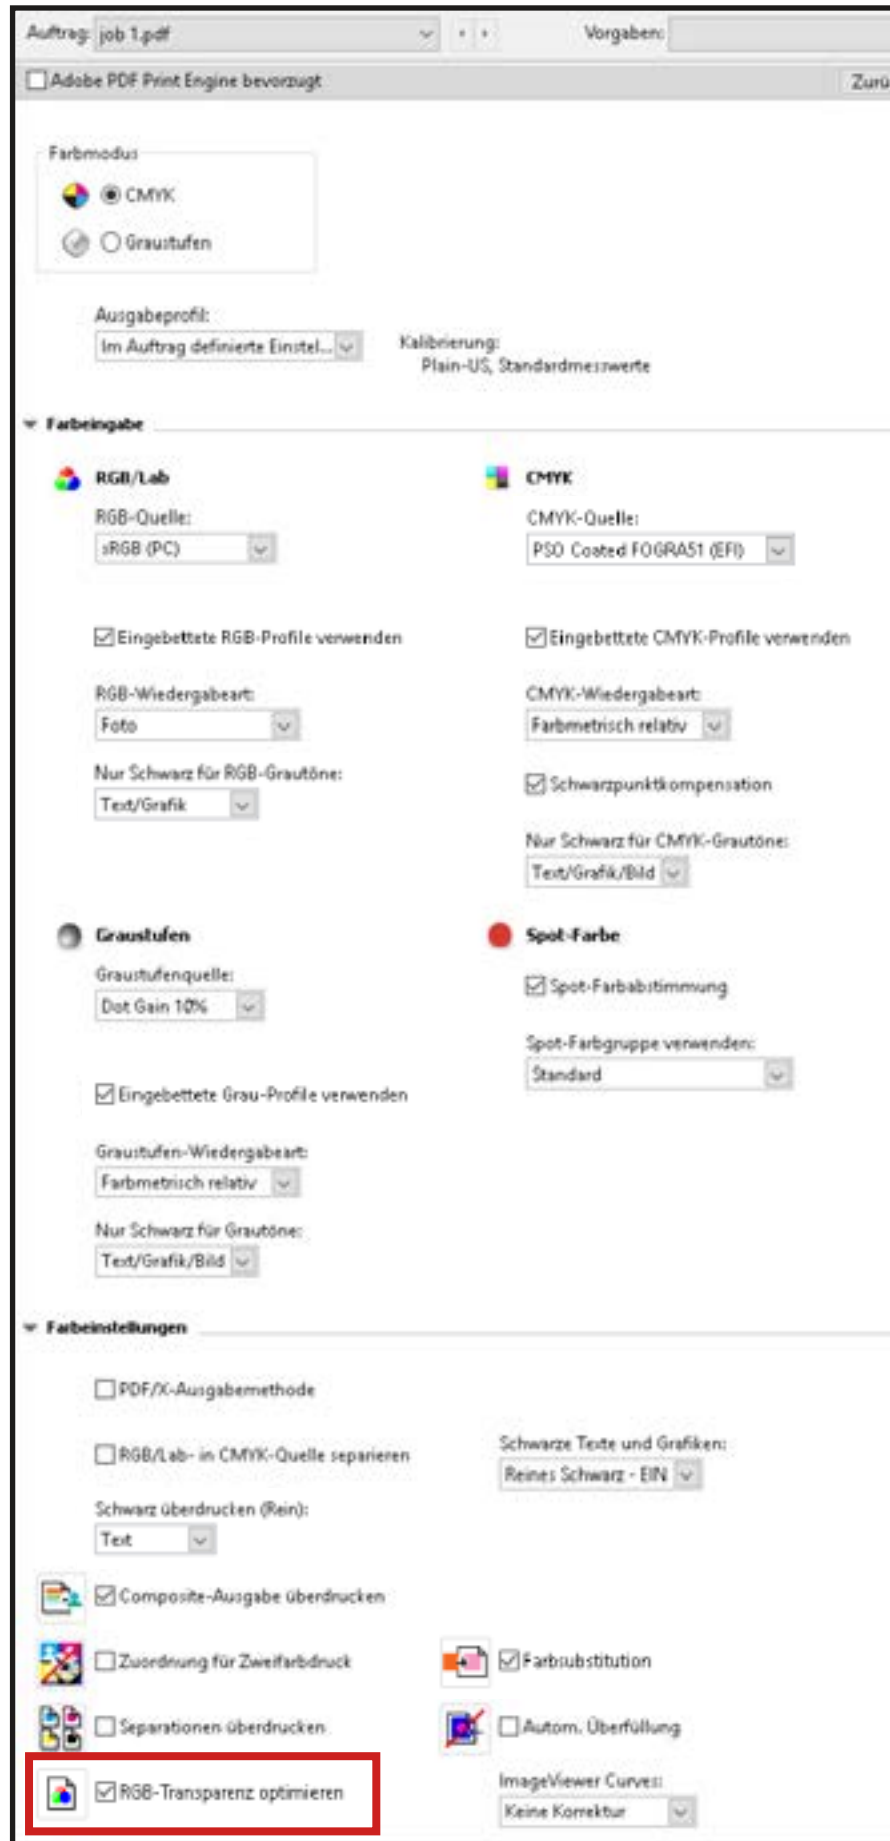 Auftrag: job 1.pdf Vorgaben:
Adobe PDF Print Engine bevorzugt Zurü
Farbmodus
CMYK
Graustufen
Ausgabeprofil:
Im Auftrag definierte Einstel...
Kalibrierung:
Plain-US, Standardmesswerte
Farbeingabe
RGB/Lab
RGB-Quelle:
sRGB (PC)
Eingebettete RGB-Profile verwenden
RGB-Wiedergabeart:
Foto
Nur Schwarz für RGB-Grautöne:
Text/Grafik
CMYK
CMYK-Quelle:
PSO Coated FOGRA51 (EFI)
Eingebettete CMYK-Profile verwenden
CMYK-Wiedergabeart:
Farbmetrisch relativ
Schwarzpunktkompensation
Nur Schwarz für CMYK-Grautöne:
Text/Grafik/Bild
Graustufen
Graustufenquelle:
Dot Gain 10%
Eingebettete Grau-Profile verwenden
Graustufen-Wiedergabeart:
Farbmetrisch relativ
Nur Schwarz für Grautöne:
Text/Grafik/Bild
Spot-Farbe
Spot-Farbabstimmung
Spot-Farbgruppe verwenden:
Standard
Farbeinstellungen
PDF/X-Ausgabemethode
RGB/Lab- in CMYK-Quelle separieren
Schwarze Texte und Grafiken:
Reines Schwarz - EIN
Schwarz überdrucken (Rein):
Text
Composite-Ausgabe überdrucken
Zuordnung für Zweifarbdruck
Farbsubstitution
Separationen überdrucken
Autom. Überfüllung
RGB-Transparenz optimieren
ImageViewer Curves:
Keine Korrektur